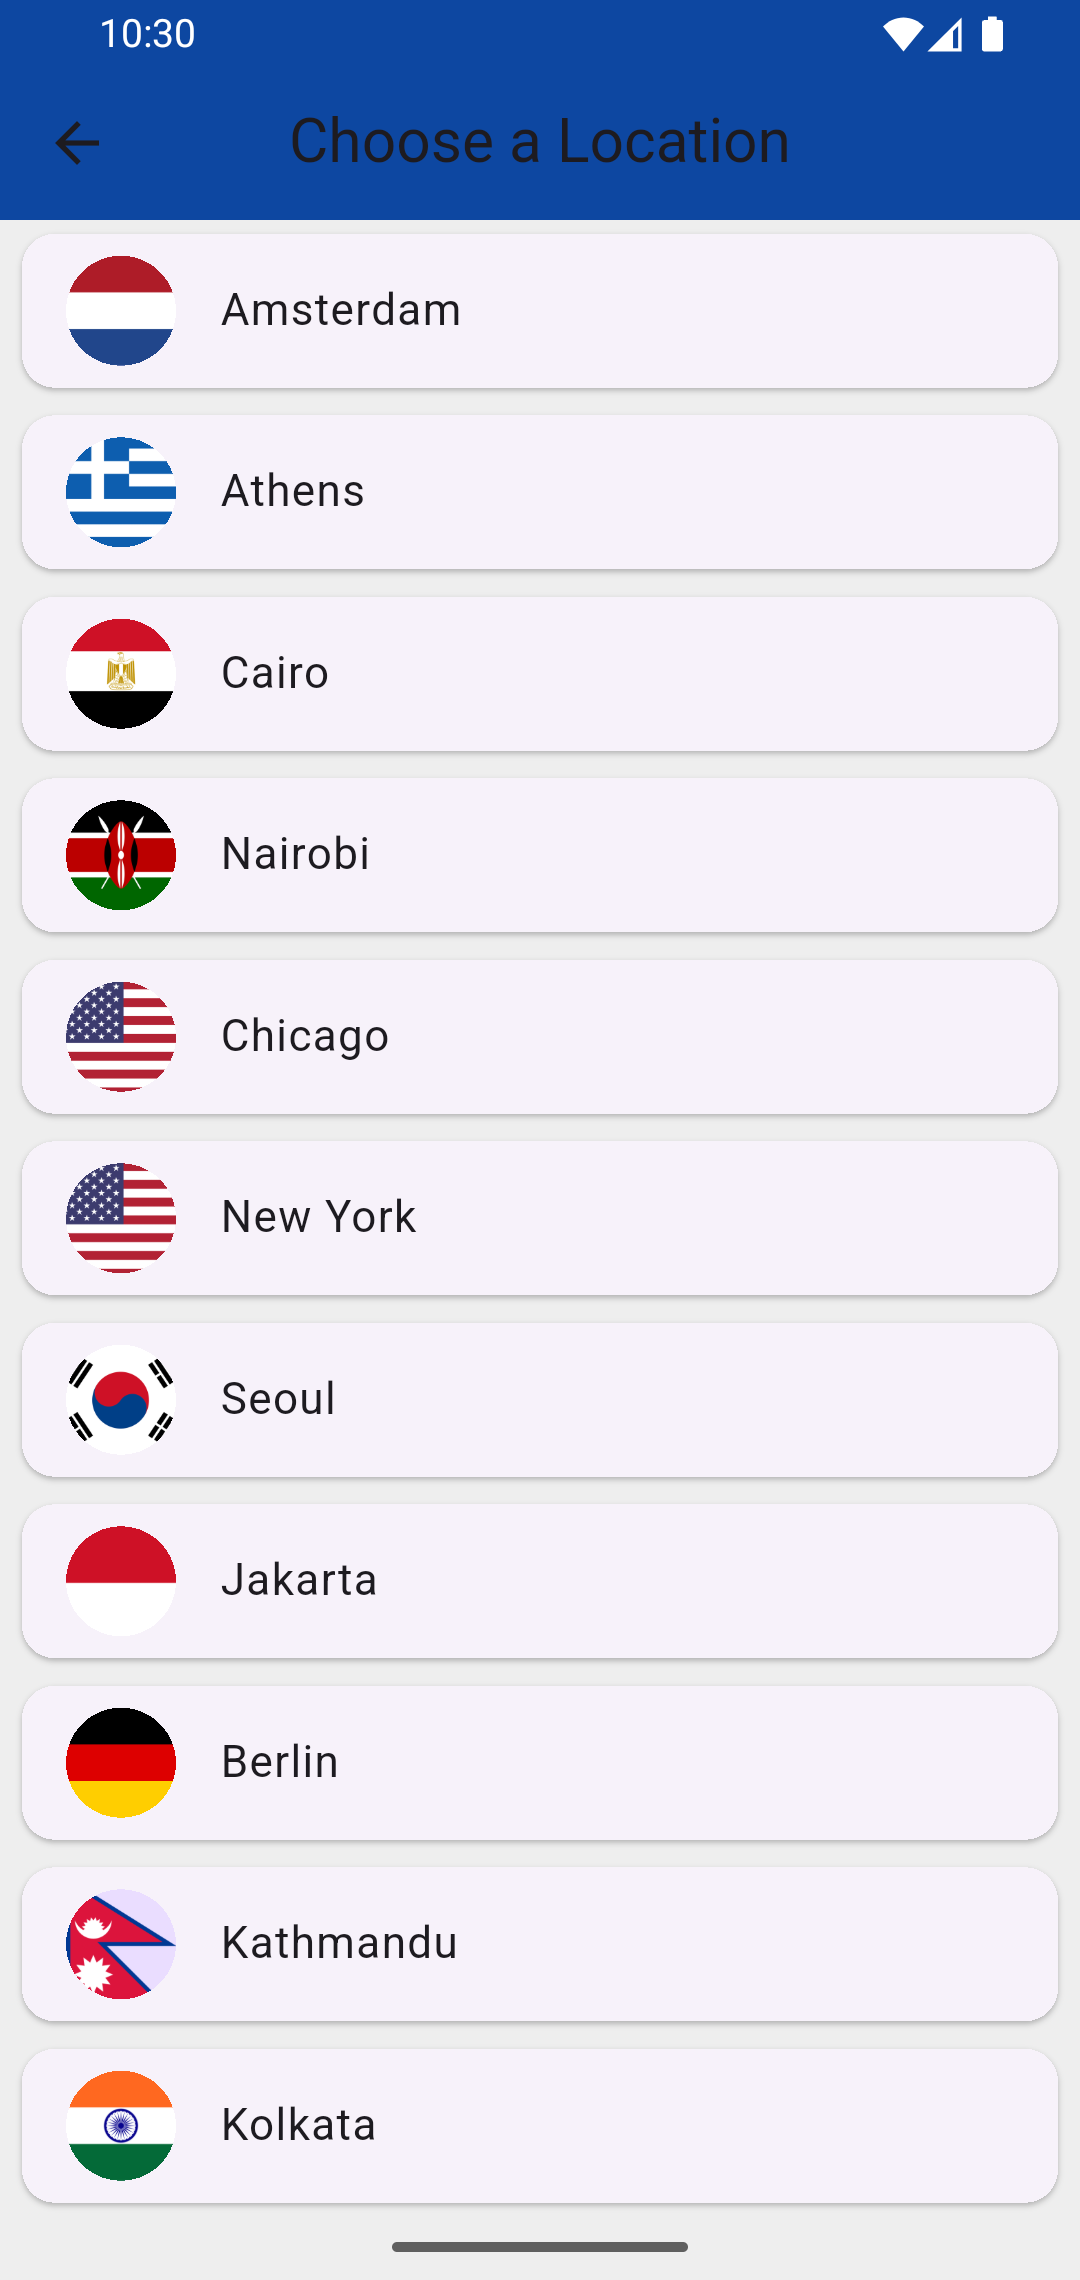 10:30
Choose a Location
Amsterdam
Athens
Cairo
Nairobi
Chicago
New York
Seoul
Jakarta
Berlin
Kathmandu
Kolkata